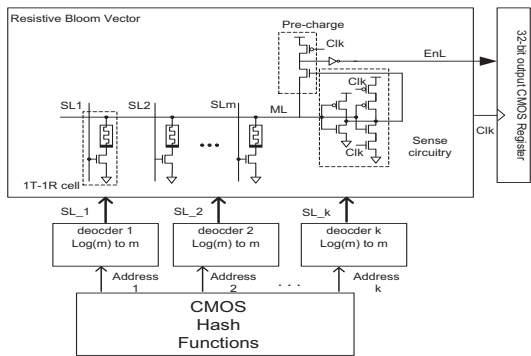 Resistive Bloom Vector
Pre-charge
Clk
EnL
32-bit output CMOS Register
Clk
SL1
SL2
SLm
ML
Clk
Clk
Sense
circuitry
Clk
1T-1R cell
SL_1
SL_2
SL_k
deocder 1
Log(m) to m
deocder 2
Log(m) to m
deocder k
Log(m) to m
Address
1
Address
2
. . .
Address
k
CMOS
Hash
Functions